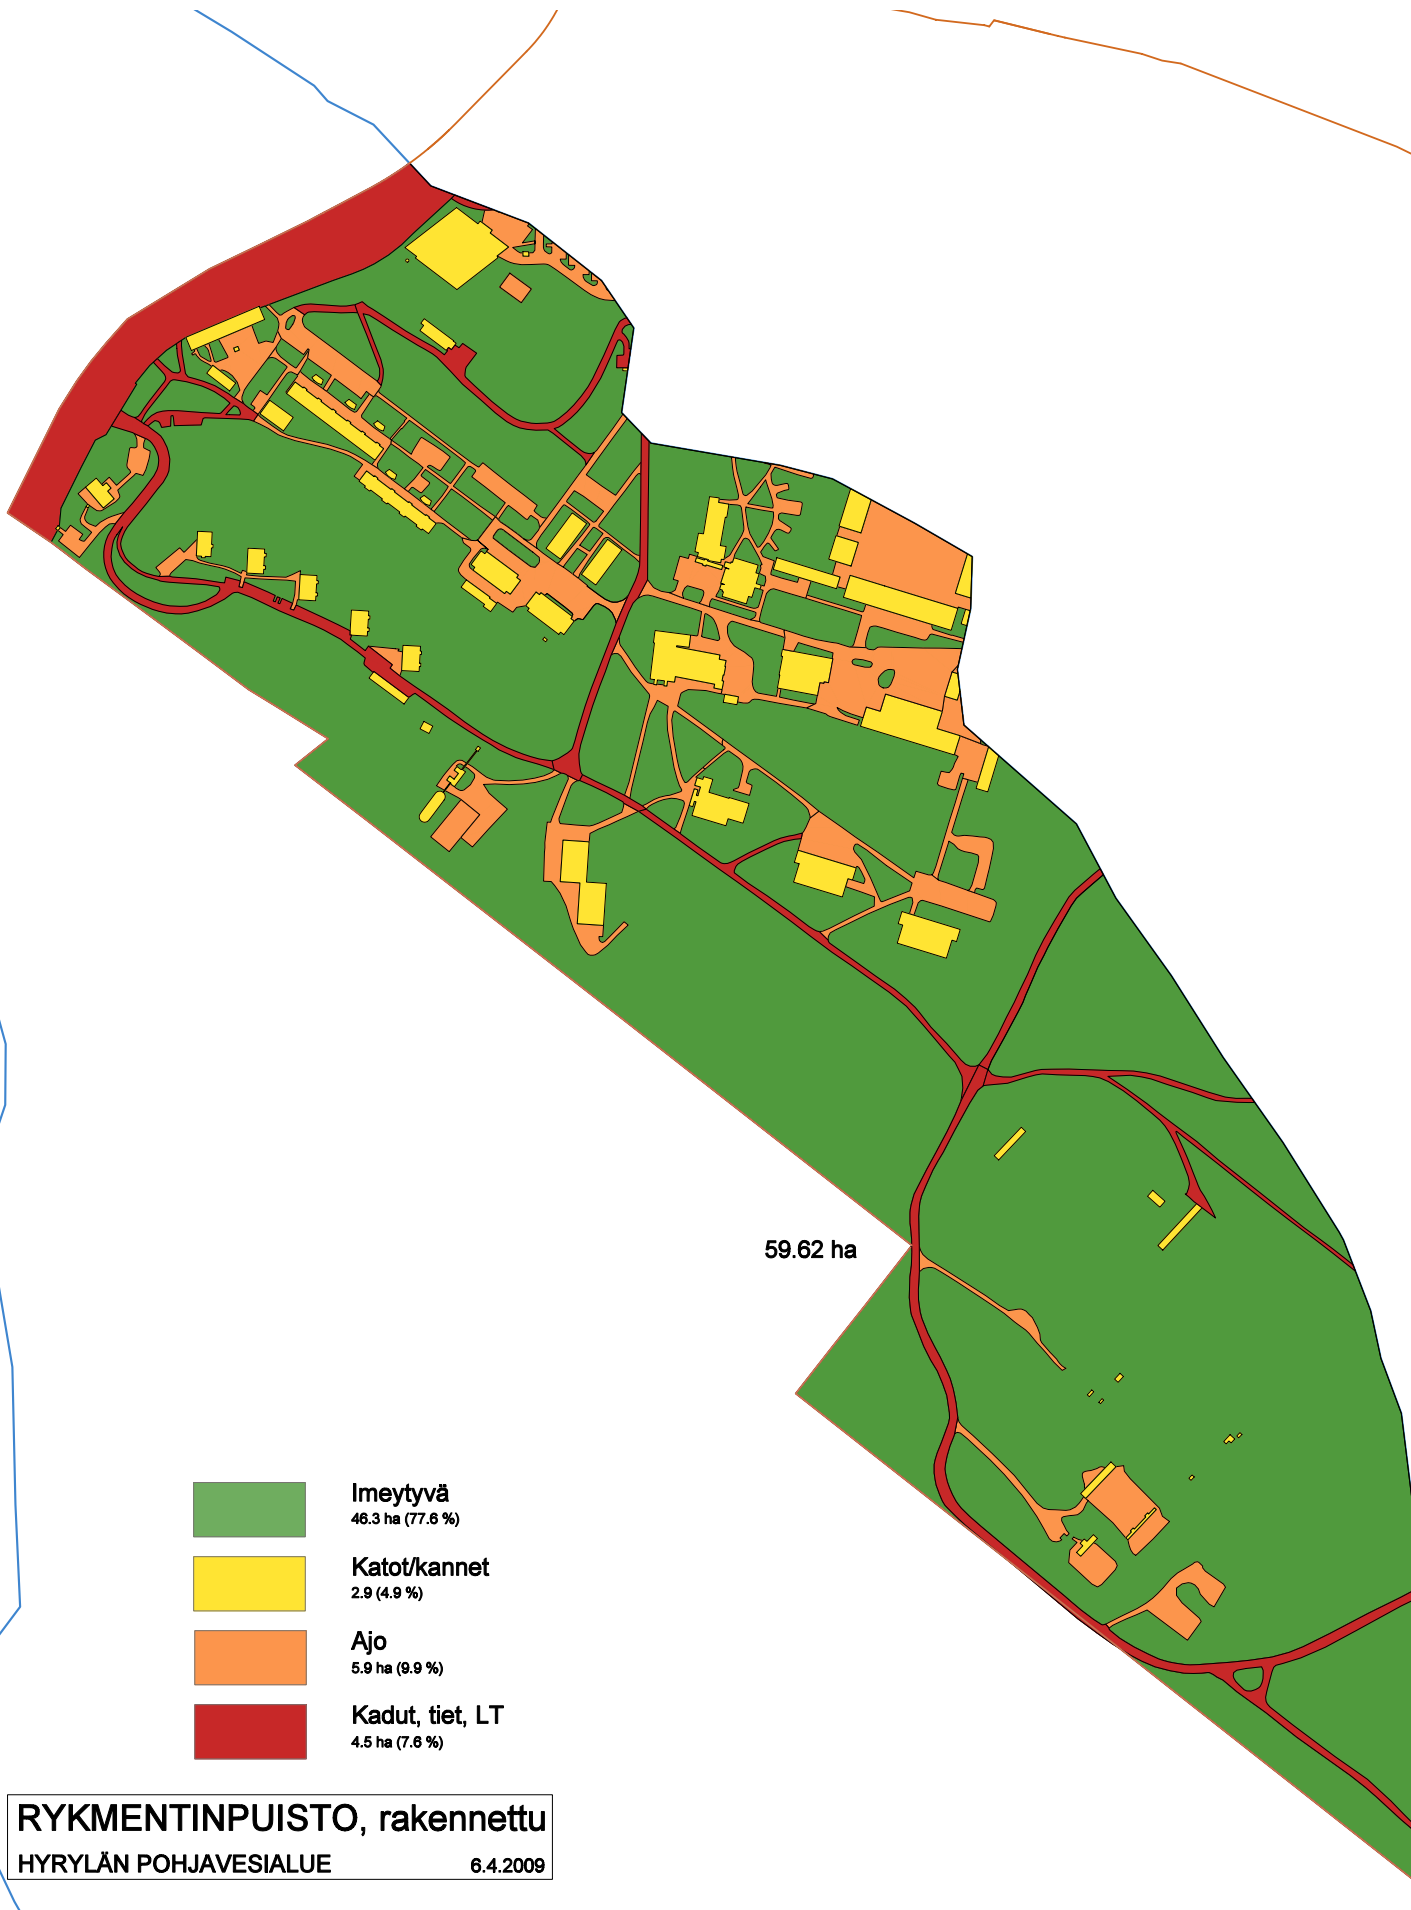 59.62 ha
Imeytyvä
46.3 ha (77.6 %)
Katot/kannet
2.9 (4.9 %)
Ajo
5.9 ha (9.9 %)
Kadut, tiet, LT
4.5 ha (7.6 %)
RYKMENTINPUISTO, rakennettu
HYRYLÄN POHJAVESIALUE 6.4.2009